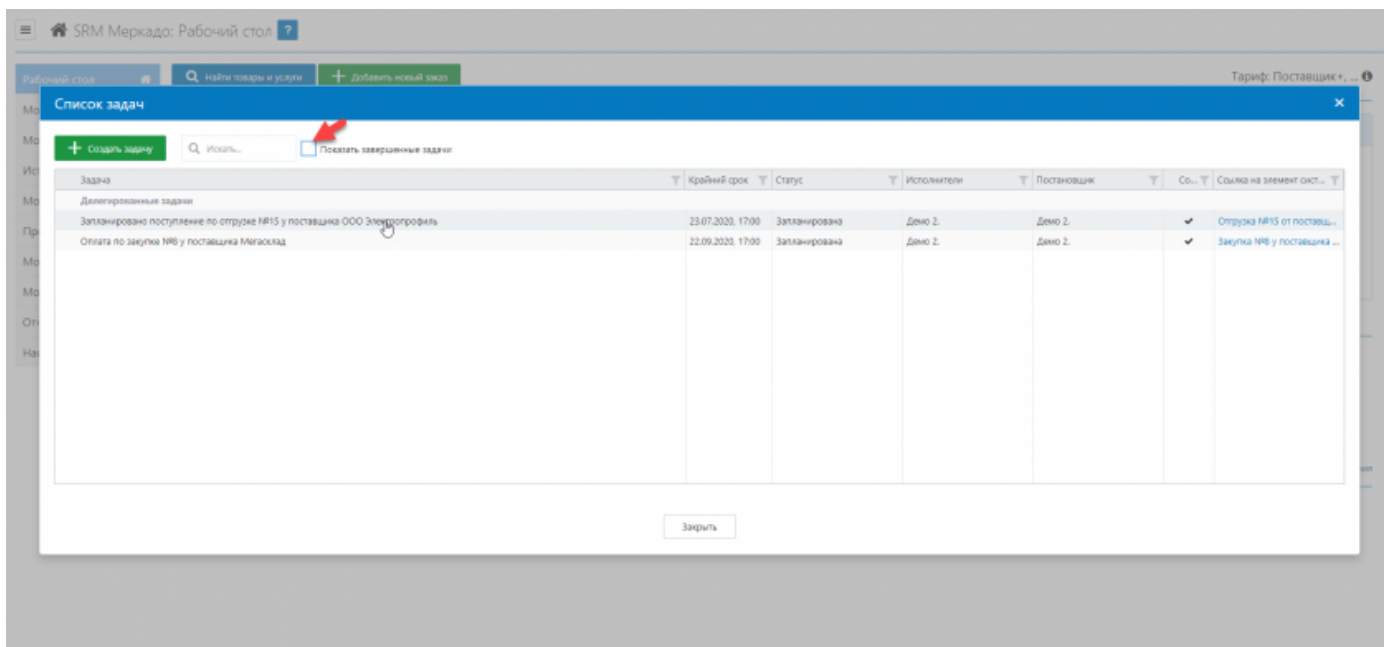 SRM Меркадо: Рабочий стол ?
Рабочий стол Найти товары и услуги Добавить новый заказ Тариф: Поставщик+, ...
Список задач
Создать задачу Искать... Показать завершенные задачи
Задача Крайний срок Статус Исполнители Постановщик Со... Ссылка на элемент сист...
Делегированные задачи
Запланировано поступление по отгрузке №15 у поставщика ООО Электропрофиль 23.07.2020, 17:00 Запланирована Демо 2. Демо 2. Отгрузка №15 от поставщ...
Оплата по закупке №8 у поставщика Мегасклад 22.09.2020, 17:00 Запланирована Демо 2. Демо 2. Закупка №8 у поставщика ...
Закрыть